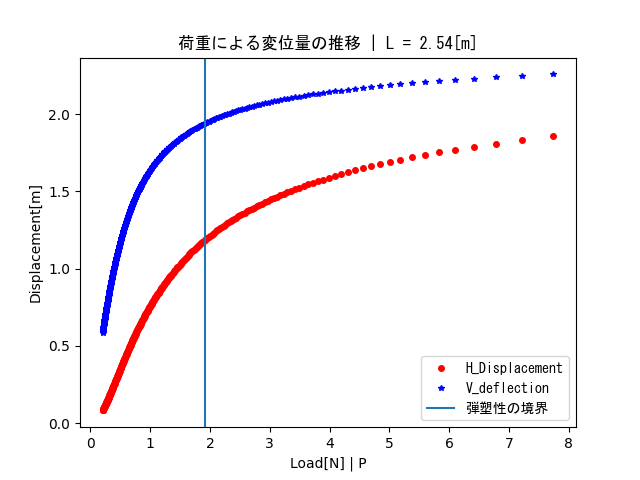 荷重による変位量の推移 | L = 2.54[m]
Displacement[m]
2.0
1.5
1.0
0.5
0.0
H_Displacement
V_deflection
弾塑性の境界
0 1 2 3 4 5 6 7 8
Load[N] | P